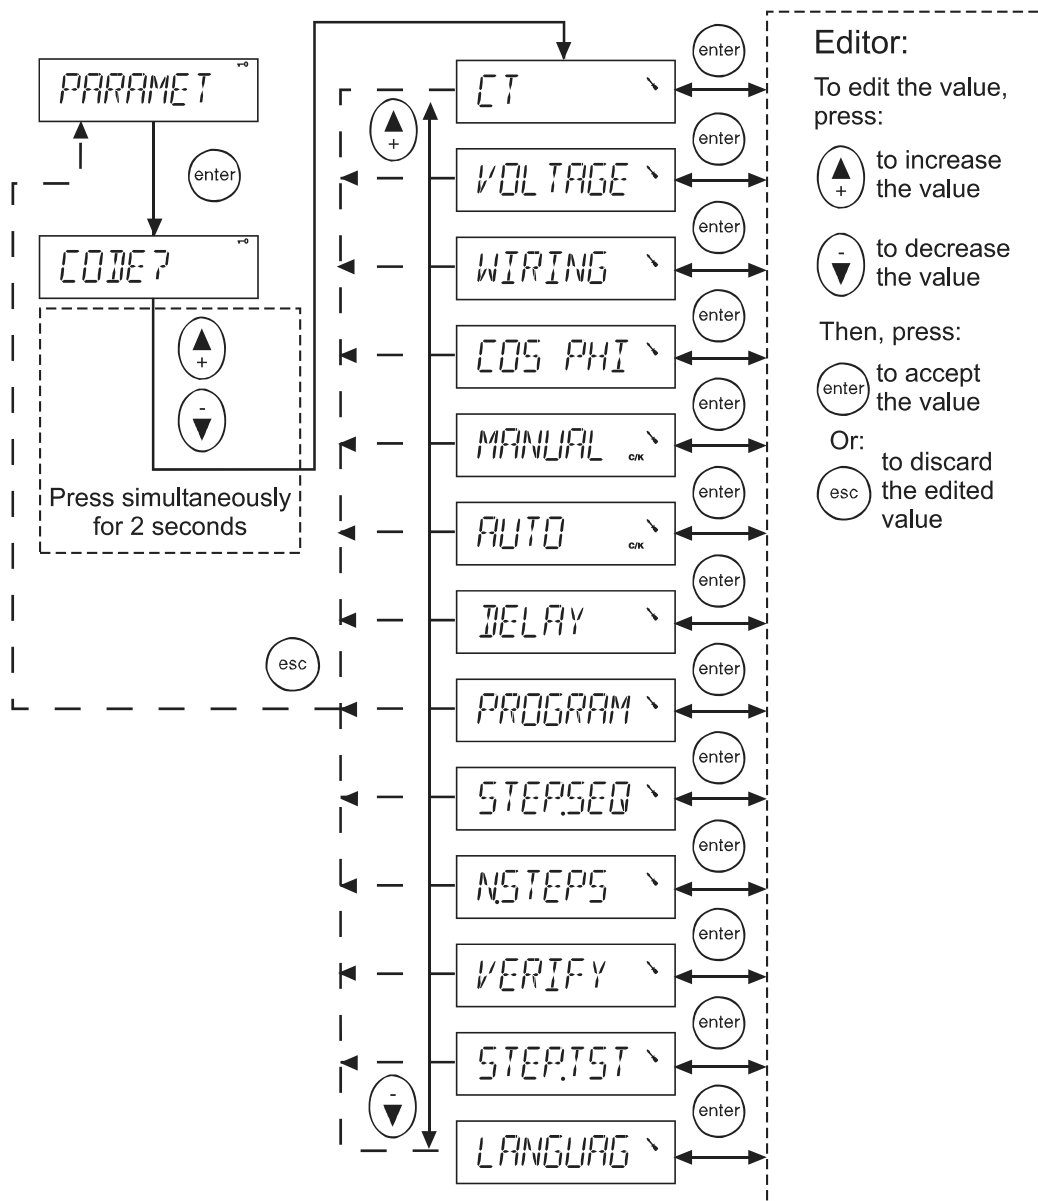 PARAMET
enter
CODE?
+
-
Press simultaneously
for 2 seconds
esc
+
-
CT
enter
VOLTAGE
enter
WIRING
enter
COS PHI
enter
MANUAL C/K
enter
AUTO C/K
enter
DELAY
enter
PROGRAM
enter
STEP.SEQ
enter
N.STEPS
enter
VERIFY
enter
STEP.TST
enter
LANGUAG
enter
Editor:
To edit the value,
press:
+
to increase
the value
-
to decrease
the value
Then, press:
enter
to accept
the value
Or:
esc
to discard
the edited
value